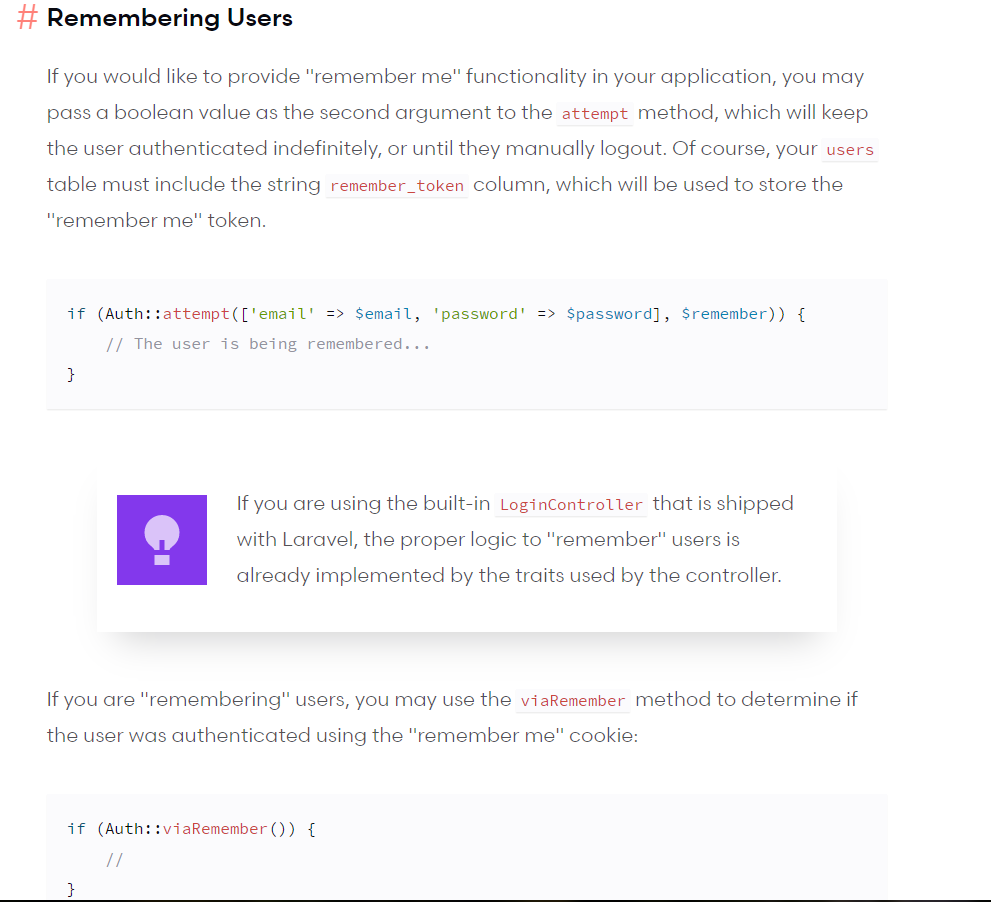 # Remembering Users
If you would like to provide "remember me" functionality in your application, you may
pass a boolean value as the second argument to the attempt method, which will keep
the user authenticated indefinitely, or until they manually logout. Of course, your users
table must include the string remember_token column, which will be used to store the
"remember me" token.
if (Auth::attempt(['email' => $email, 'password' => $password], $remember)) {
    // The user is being remembered...
}
If you are using the built-in LoginController that is shipped
with Laravel, the proper logic to "remember" users is
already implemented by the traits used by the controller.
If you are "remembering" users, you may use the viaRemember method to determine if
the user was authenticated using the "remember me" cookie:
if (Auth::viaRemember()) {
    //
}